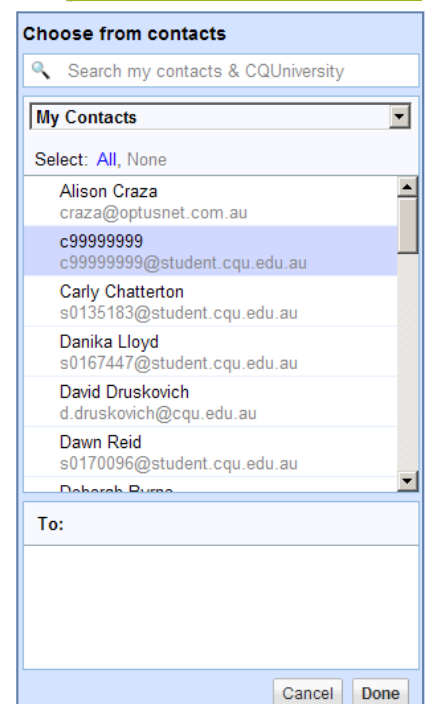 Choose from contacts
Search my contacts & CQUniversity
My Contacts
Select: All, None
Alison Craza
craza@optusnet.com.au
c99999999
c99999999@student.cqu.edu.au
Carly Chatterton
s0135183@student.cqu.edu.au
Danika Lloyd
s0167447@student.cqu.edu.au
David Druskovich
d.druskovich@cqu.edu.au
Dawn Reid
s0170096@student.cqu.edu.au
Deborah Byrne
To:
Cancel Done